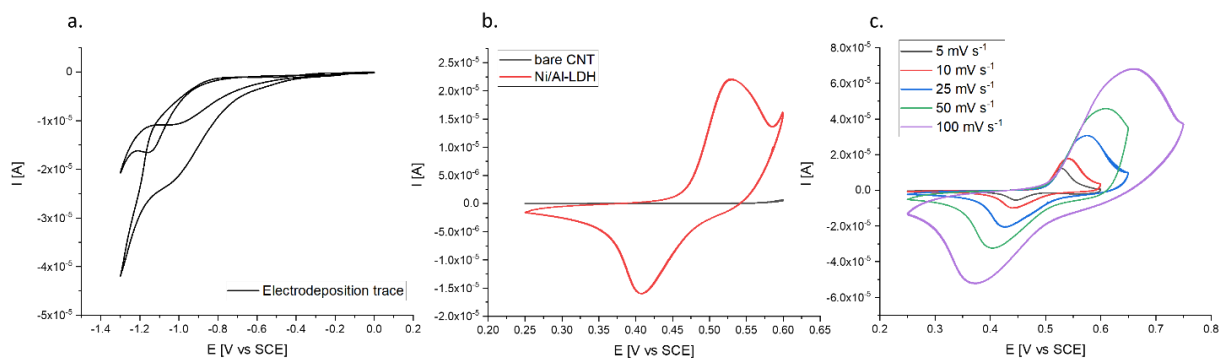 a.
I [A]
0
-1x10⁻⁵
-2x10⁻⁵
-3x10⁻⁵
-4x10⁻⁵
-5x10⁻⁵
Electrodeposition trace
-1.4 -1.2 -1.0 -0.8 -0.6 -0.4 -0.2 0.0
E [V vs SCE]
b.
bare CNT
Ni/Al-LDH
I [A]
2.5x10⁻⁵
2.0x10⁻⁵
1.5x10⁻⁵
1.0x10⁻⁵
5.0x10⁻⁶
0.0
-5.0x10⁻⁶
-1.0x10⁻⁵
-1.5x10⁻⁵
-2.0x10⁻⁵
0.20 0.25 0.30 0.35 0.40 0.45 0.50 0.55 0.60 0.65
E [V vs SCE]
c.
5 mV s⁻¹
10 mV s⁻¹
25 mV s⁻¹
50 mV s⁻¹
100 mV s⁻¹
I [A]
8.0x10⁻⁵
6.0x10⁻⁵
4.0x10⁻⁵
2.0x10⁻⁵
0.0
-2.0x10⁻⁵
-4.0x10⁻⁵
-6.0x10⁻⁵
0.2 0.3 0.4 0.5 0.6 0.7 0.8
E [V vs SCE]